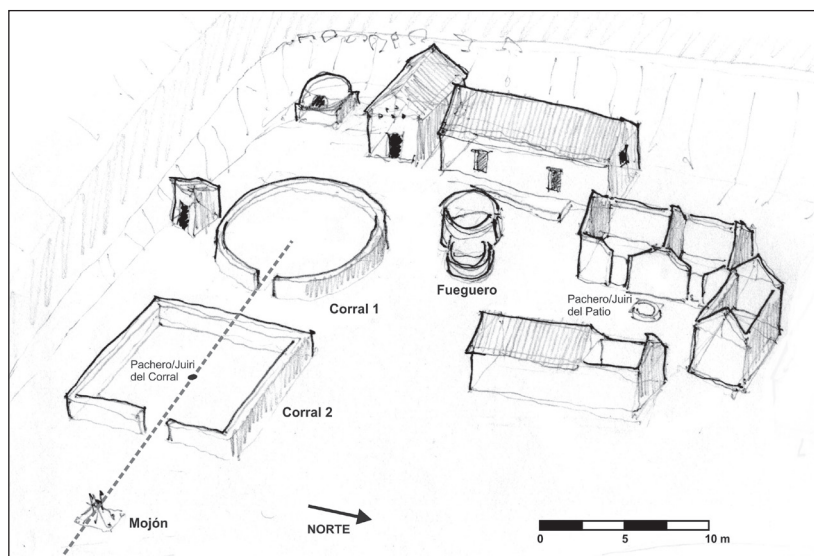 Corral 1
Fueguero
Pachero/Juiri
del Patio
Pachero/Juiri
del Corral
Corral 2
Mojón
NORTE
0 5 10 m